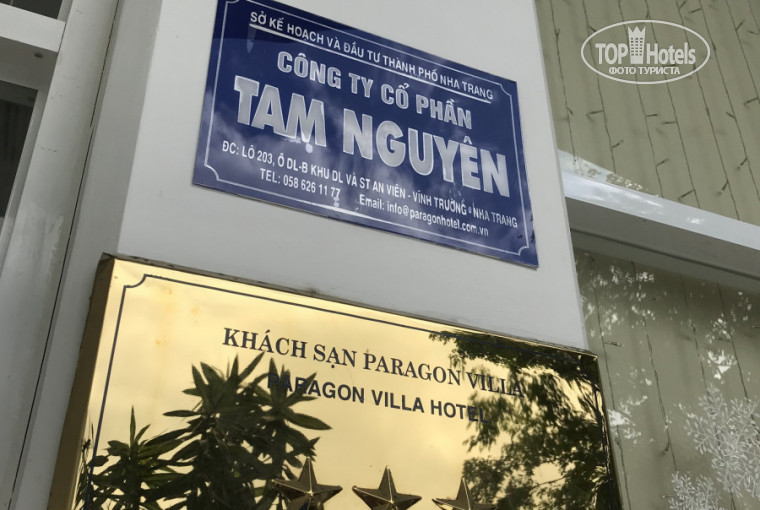 SỞ KẾ HOẠCH VÀ ĐẦU TƯ THÀNH PHỐ NHA TRANG
CÔNG TY CỔ PHẦN
TAM NGUYÊN
ĐC: LÔ 203, Ô DL-B KHU DL VÀ ST AN VIÊN - VĨNH TRƯỜNG - NHA TRANG
TEL: 058 626 11 77 Email: info@paragonhotel.com.vn
KHÁCH SẠN PARAGON VILLA
PARAGON VILLA HOTEL
TOP Hotels
ФОТО ТУРИСТА